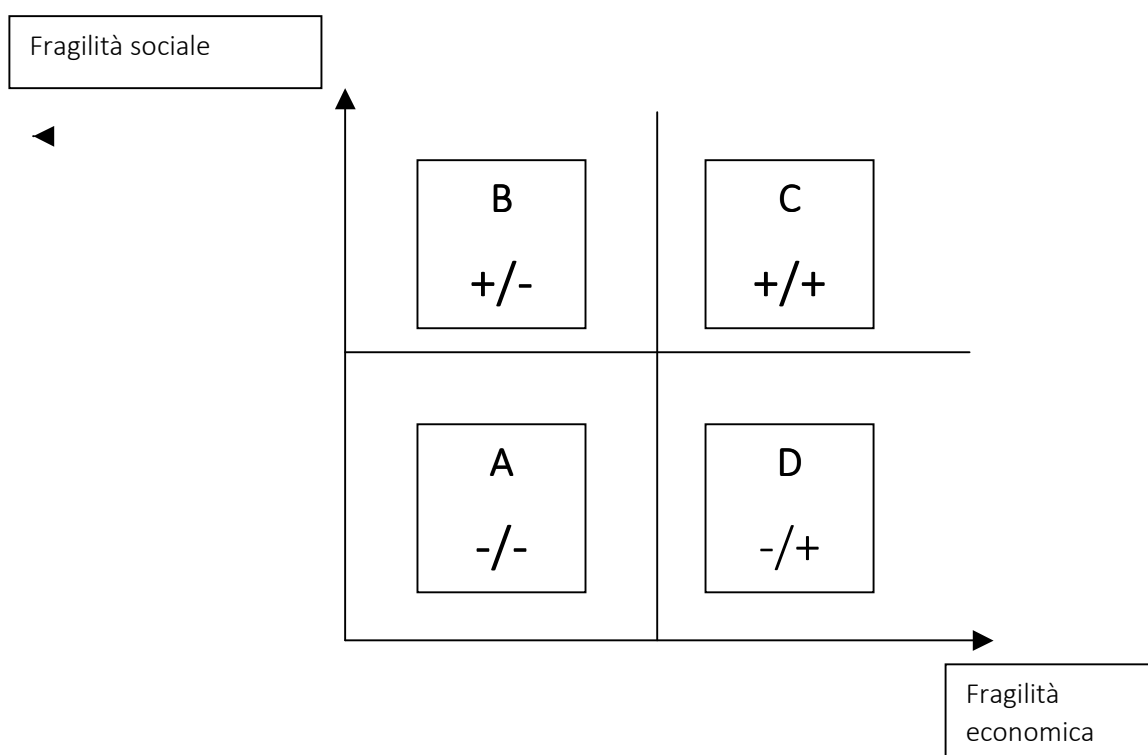 Fragilità sociale
B
C
+/-
+/+
A
D
-/-
-/+
Fragilità
economica